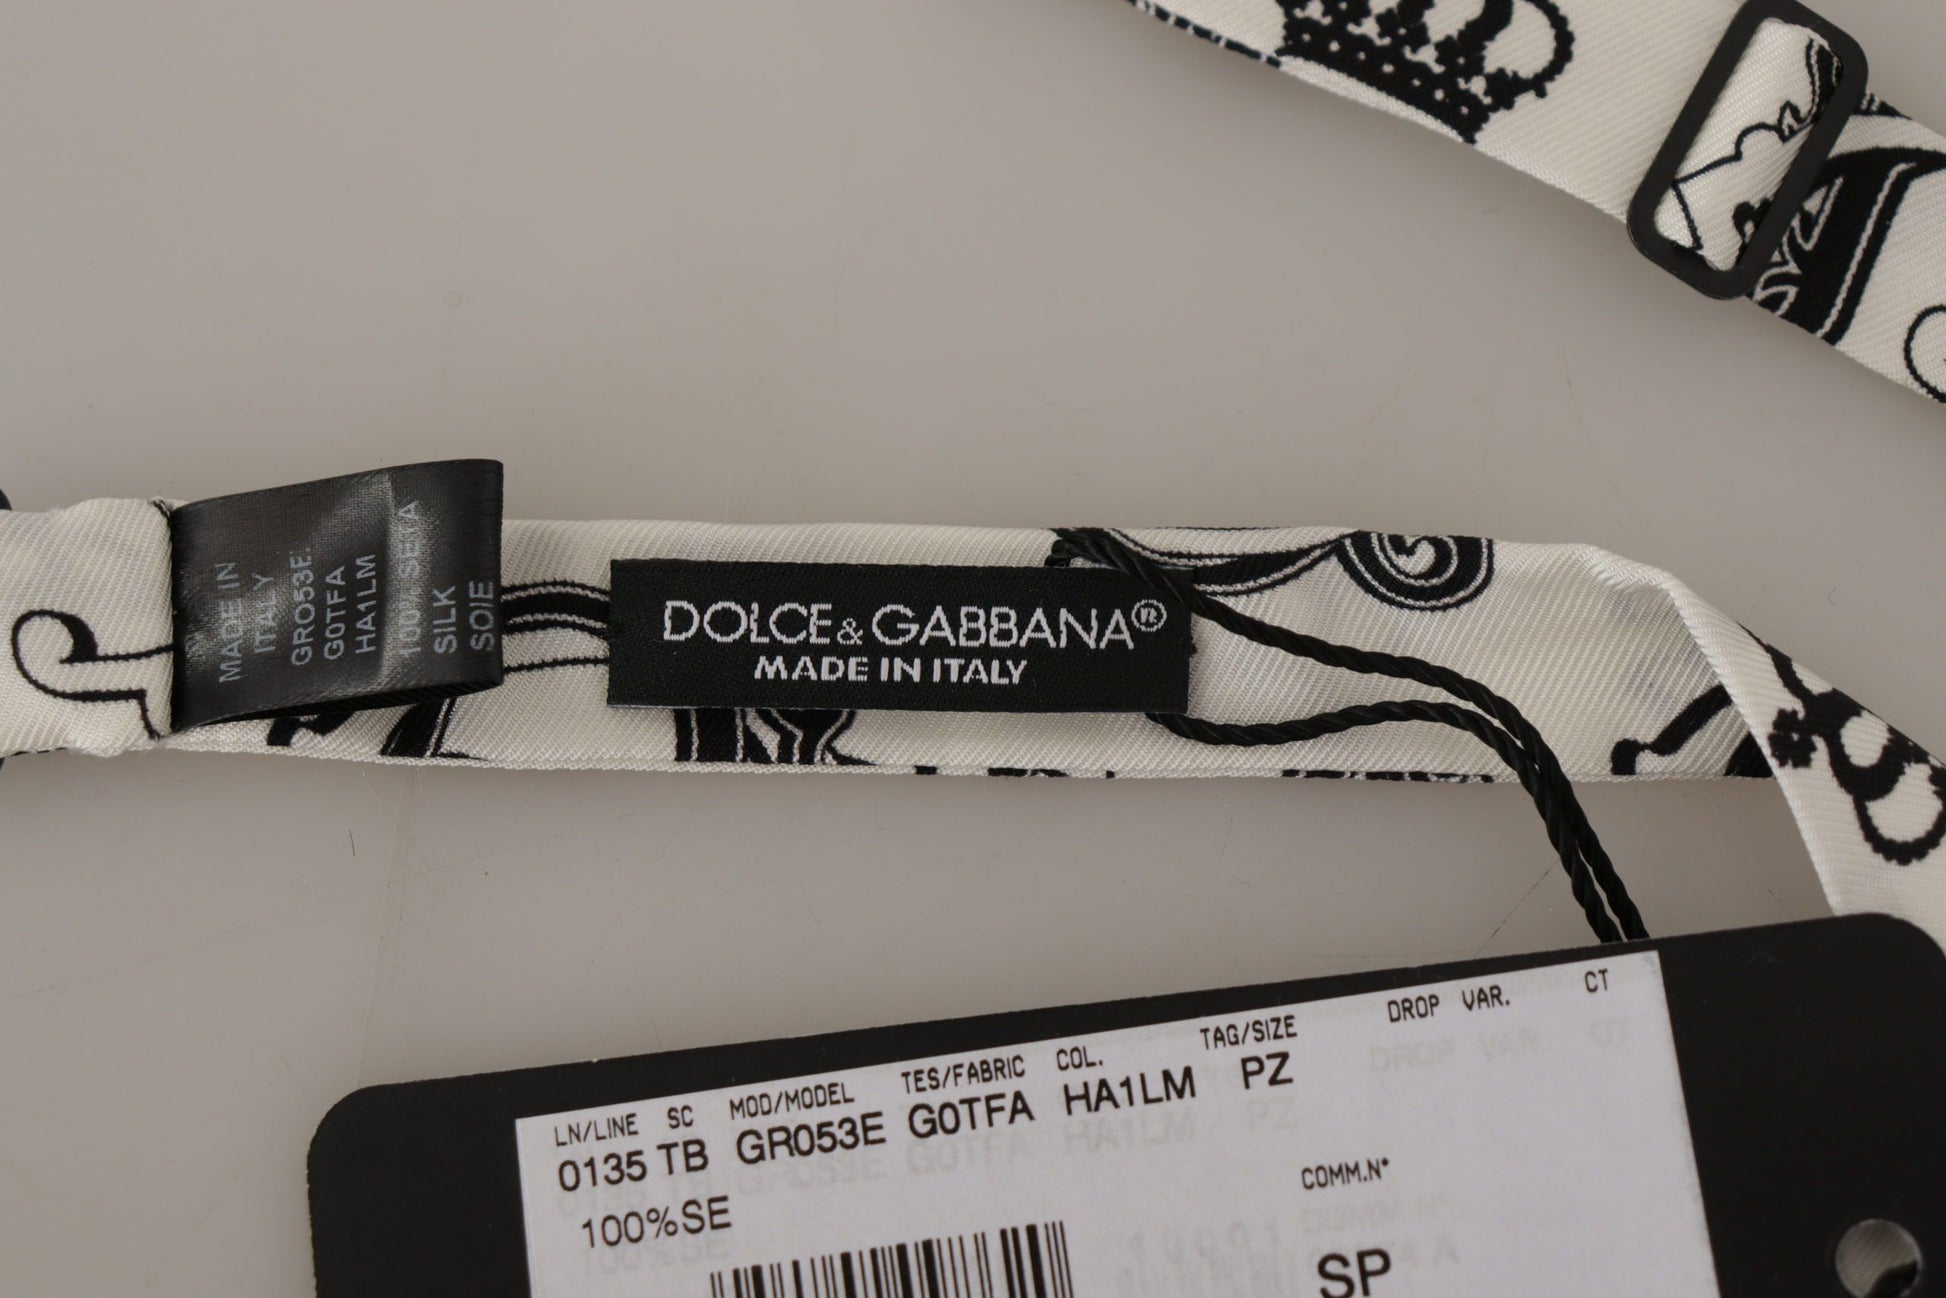 MADE IN
ITALY
GR053E
G0TFA
HA1LM
100% SETA
SILK
SOIE
DOLCE & GABBANA®
MADE IN ITALY
LN/LINE SC MOD/MODEL TES/FABRIC COL. TAG/SIZE DROP VAR. CT
0135 TB GR053E G0TFA HA1LM PZ
100%SE
COMM.N°
SP